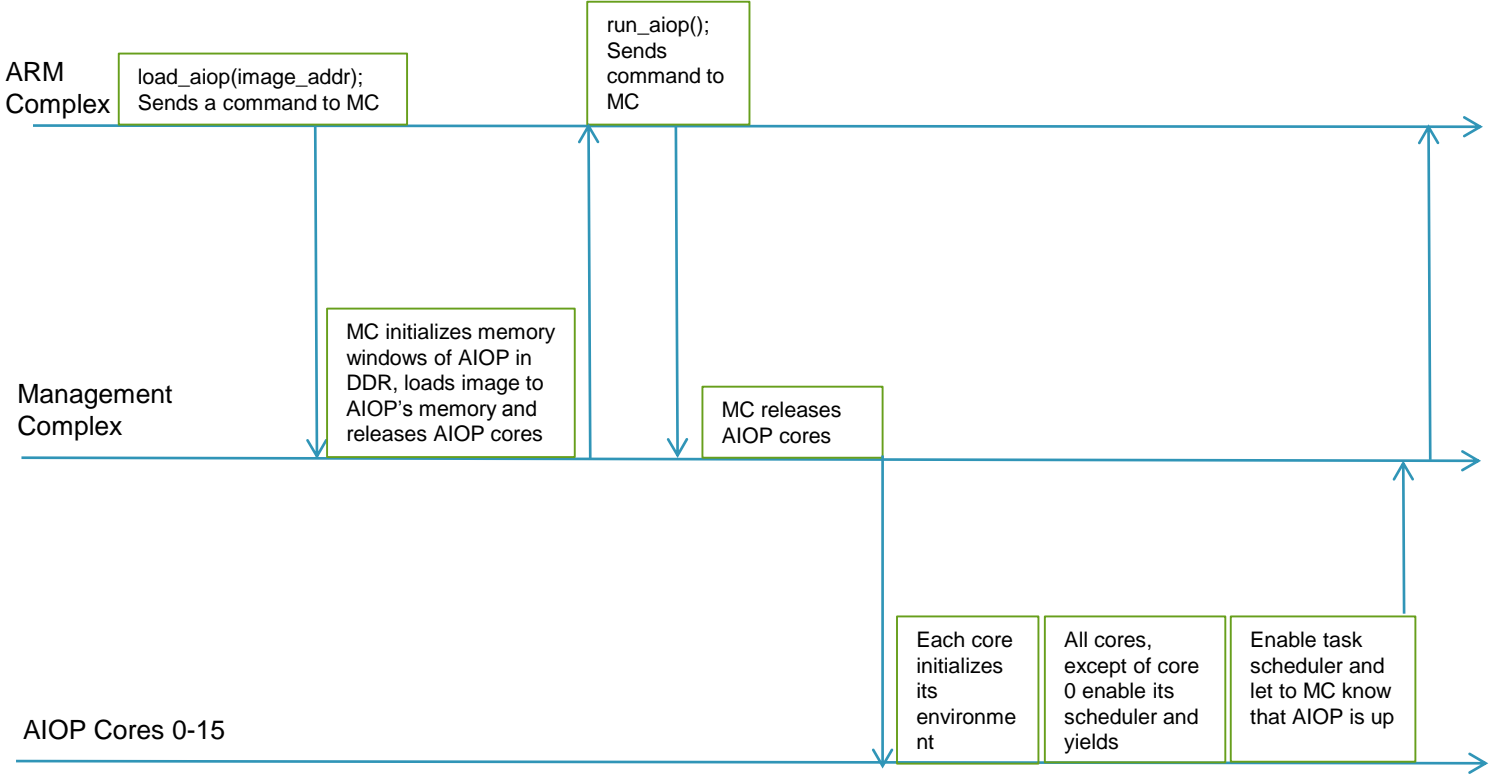 ARM
Complex
load_aiop(image_addr);
Sends a command to MC
run_aiop();
Sends
command to
MC
Management
Complex
MC initializes memory
windows of AIOP in
DDR, loads image to
AIOP’s memory and
releases AIOP cores
MC releases
AIOP cores
AIOP Cores 0-15
Each core
initializes
its
environme
nt
All cores,
except of core
0 enable its
scheduler and
yields
Enable task
scheduler and
let to MC know
that AIOP is up